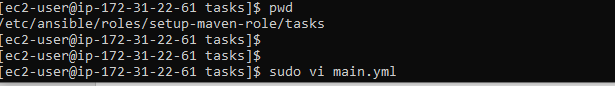 [ec2-user@ip-172-31-22-61 tasks]$ pwd
/etc/ansible/roles/setup-maven-role/tasks
[ec2-user@ip-172-31-22-61 tasks]$
[ec2-user@ip-172-31-22-61 tasks]$
[ec2-user@ip-172-31-22-61 tasks]$ sudo vi main.yml